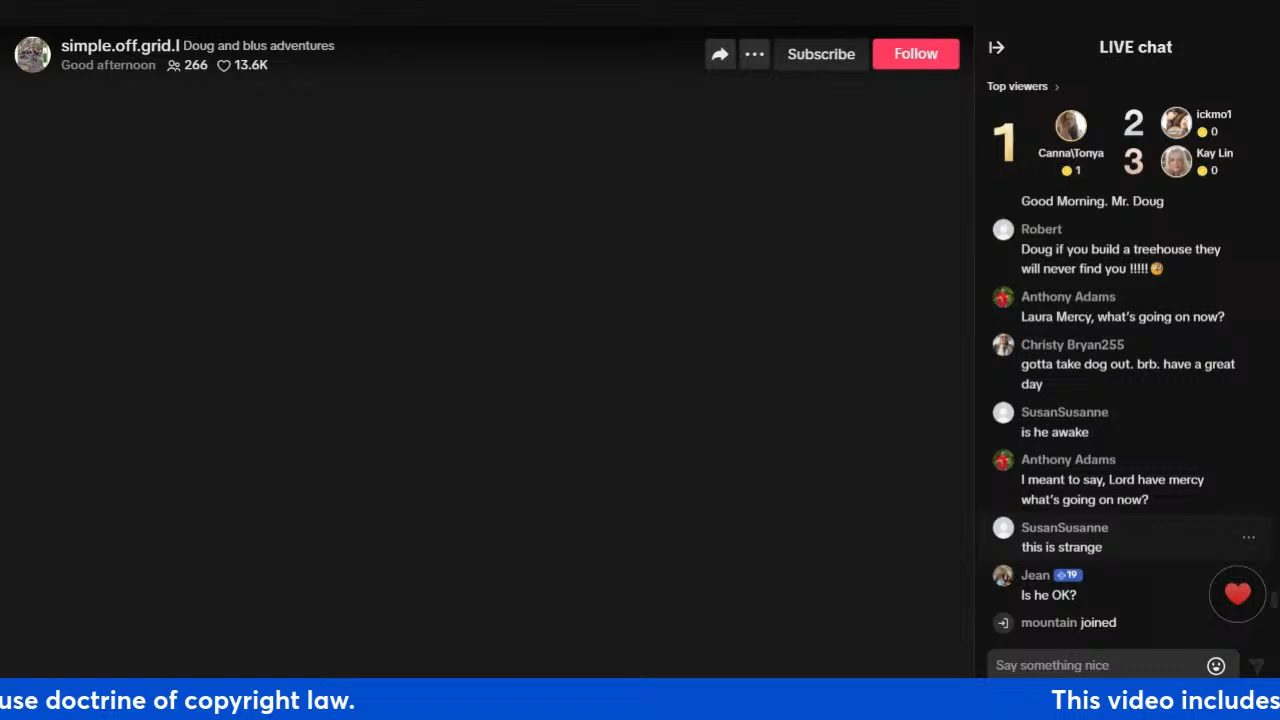 simple.off.grid.l Doug and blus adventures
Good afternoon 266 13.6K
Subscribe
Follow
LIVE chat
Top viewers
1
Canna\Tonya
1
2
ickmo1
0
3
Kay Lin
0
Good Morning. Mr. Doug
Robert
Doug if you build a treehouse they
will never find you !!!!!
Anthony Adams
Laura Mercy, what's going on now?
Christy Bryan255
gotta take dog out. brb. have a great
day
SusanSusanne
is he awake
Anthony Adams
I meant to say, Lord have mercy
what's going on now?
SusanSusanne
this is strange
Jean 19
Is he OK?
mountain joined
Say something nice
use doctrine of copyright law.
This video includes